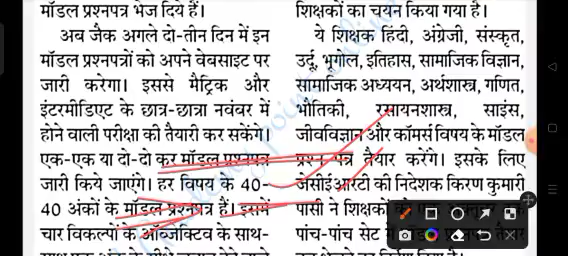 मॉडल प्रश्नपत्र भेज दिये हैं।
अब जैक अगले दो-तीन दिन में इन
मॉडल प्रश्नपत्रों को अपने वेबसाइट पर
जारी करेगा। इससे मैट्रिक और
इंटरमीडिएट के छात्र-छात्रा नवंबर में
होने वाली परीक्षा की तैयारी कर सकेंगे।
एक-एक या दो-दो कर मॉडल प्रश्नपत्र
जारी किये जाएंगे। हर विषय के 40-
40 अंकों के मॉडल प्रश्नपत्र हैं। इसमें
चार विकल्पों के ऑब्जेक्टिव के साथ-
शिक्षकों का चयन किया गया है।
ये शिक्षक हिंदी, अंग्रेजी, संस्कृत,
उर्दू, भूगोल, इतिहास, सामाजिक विज्ञान,
सामाजिक अध्ययन, अर्थशास्त्र, गणित,
भौतिकी, रसायनशास्त्र, साइंस,
जीवविज्ञान और कॉमर्स विषय के मॉडल
प्रश्न पत्र तैयार करेंगे। इसके लिए
जेसीईआरटी की निदेशक किरण कुमारी
पासी ने शिक्षकों
पांच-पांच सेट